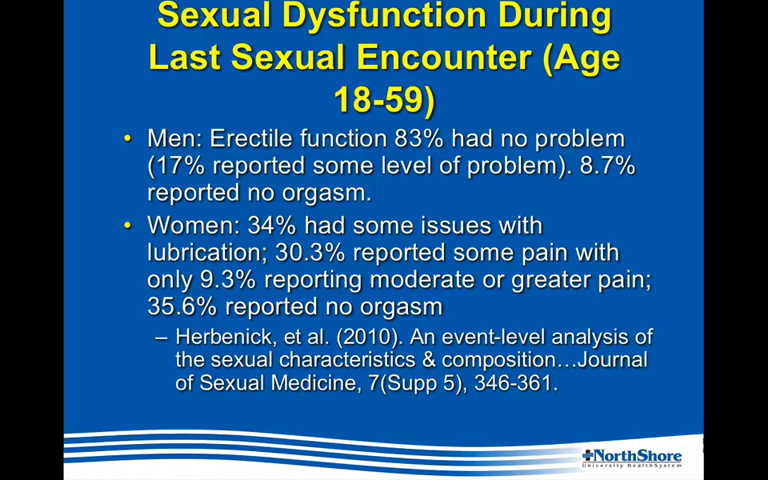 Sexual Dysfunction During
Last Sexual Encounter (Age
18-59)
• Men: Erectile function 83% had no problem
(17% reported some level of problem). 8.7%
reported no orgasm.
• Women: 34% had some issues with
lubrication; 30.3% reported some pain with
only 9.3% reporting moderate or greater pain;
35.6% reported no orgasm
– Herbenick, et al. (2010). An event-level analysis of
the sexual characteristics & composition…Journal
of Sexual Medicine, 7(Supp 5), 346-361.
NorthShore
University HealthSystem